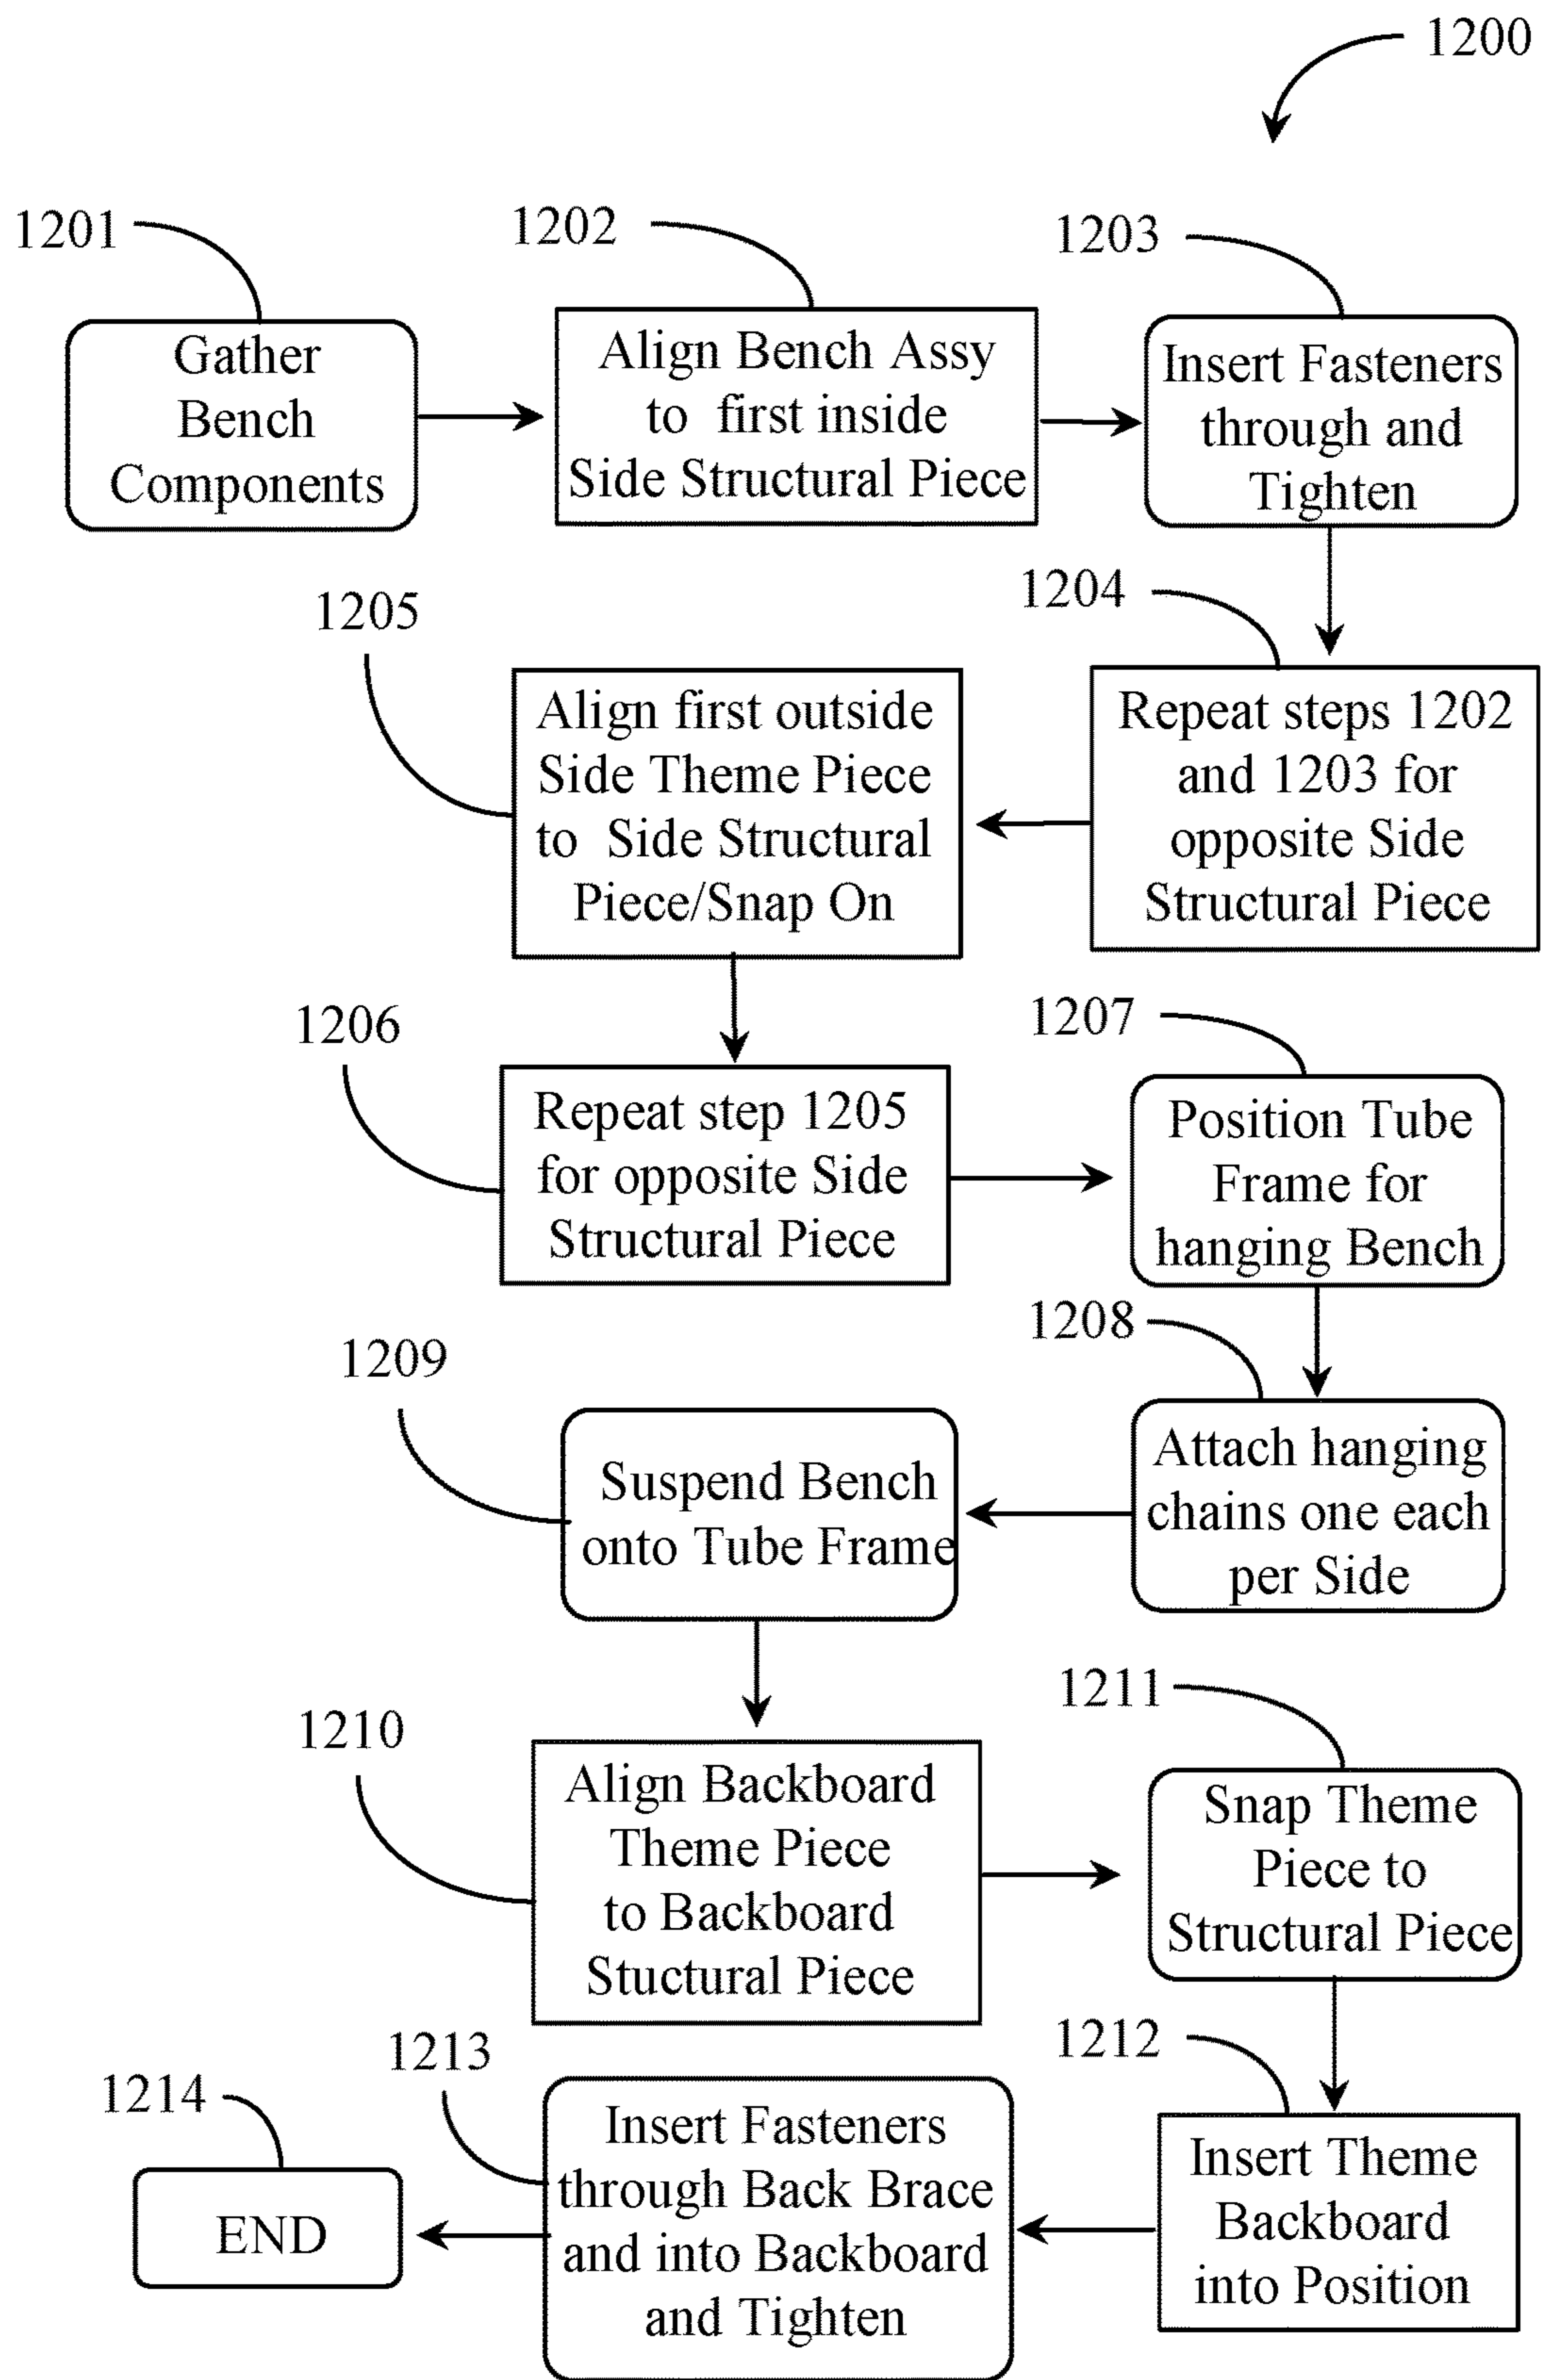 1200
1201
Gather
Bench
Components
1202
Align Bench Assy
to first inside
Side Structural Piece
1203
Insert Fasteners
through and
Tighten
1204
Repeat steps 1202
and 1203 for
opposite Side
Structural Piece
1205
Align first outside
Side Theme Piece
to Side Structural
Piece/Snap On
1206
Repeat step 1205
for opposite Side
Structural Piece
1207
Position Tube
Frame for
hanging Bench
1208
Attach hanging
chains one each
per Side
1209
Suspend Bench
onto Tube Frame
1210
Align Backboard
Theme Piece
to Backboard
Stuctural Piece
1211
Snap Theme
Piece to
Structural Piece
1212
Insert Theme
Backboard
into Position
1213
Insert Fasteners
through Back Brace
and into Backboard
and Tighten
1214
END